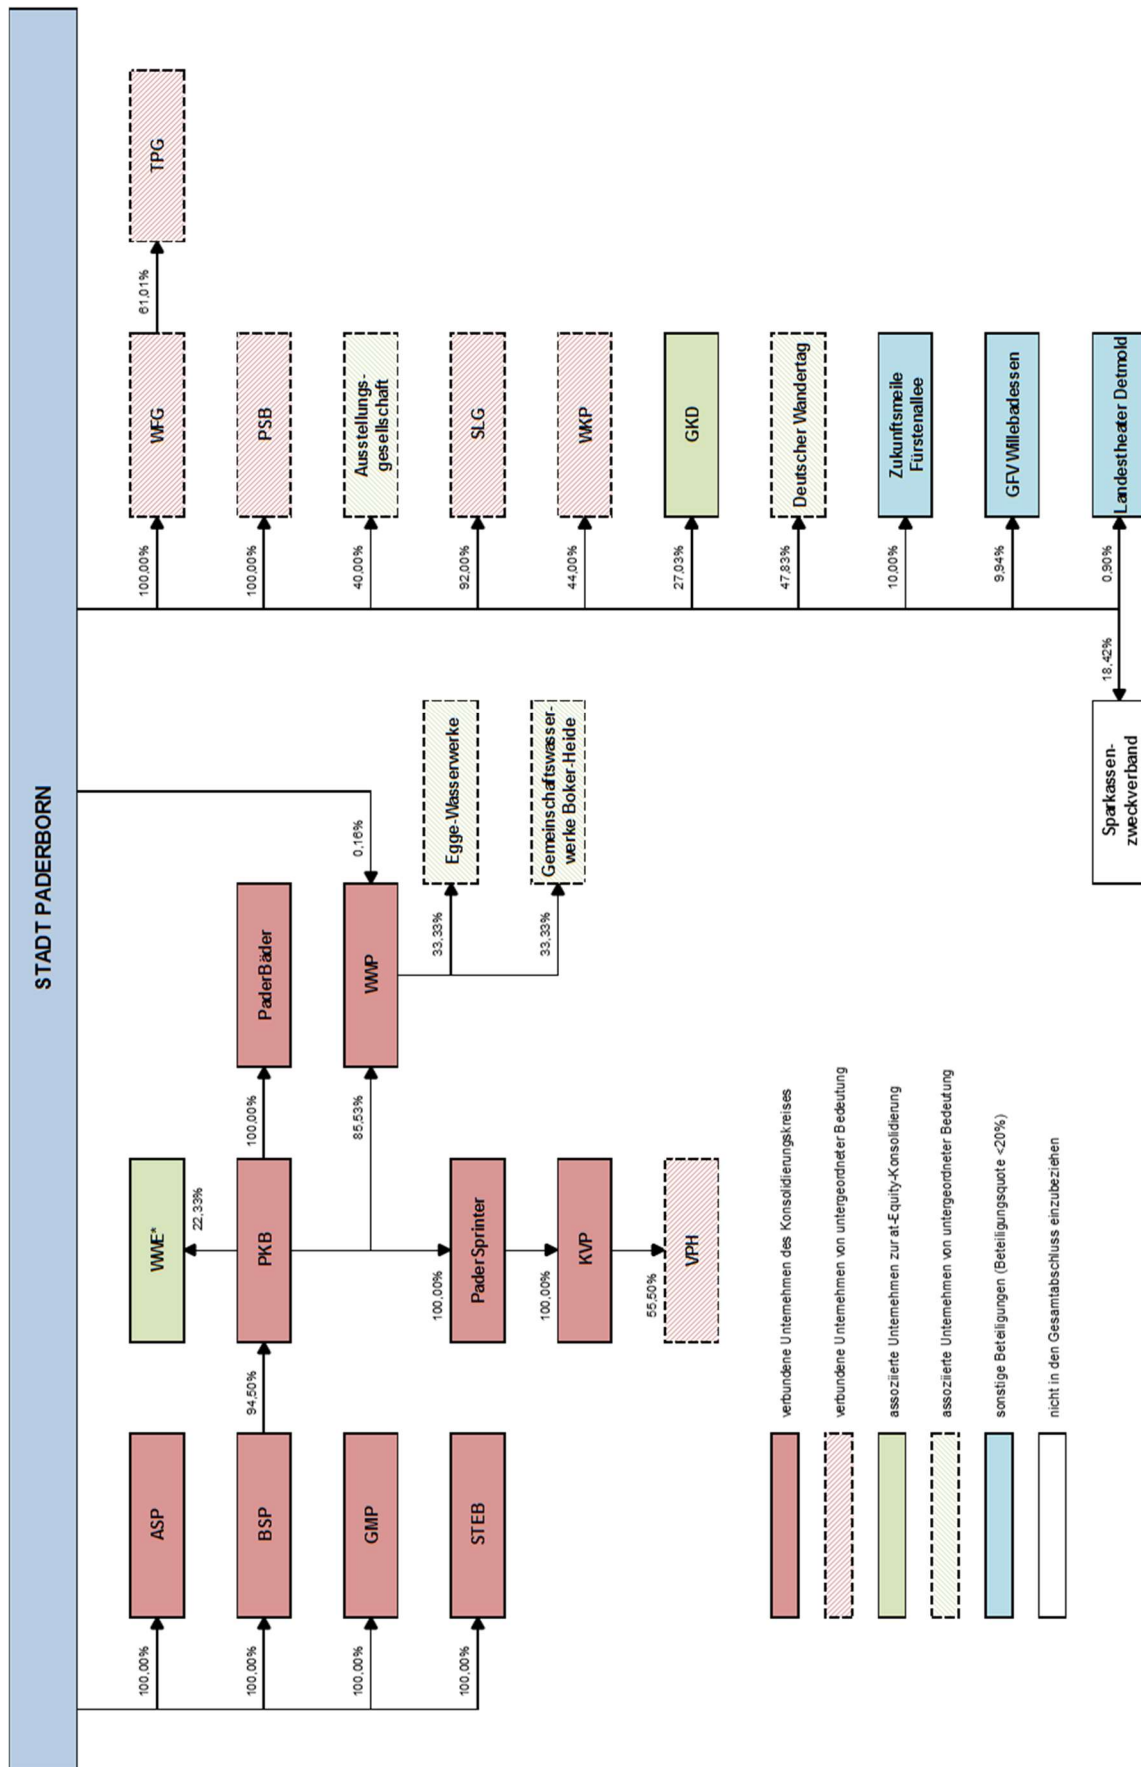 STADT PADERBORN
100,00%
ASP
100,00%
BSP
100,00%
GMP
100,00%
STEB
94,50%
WWE*
22,33%
PKB
100,00%
PaderBäder
85,53%
WWP
0,16%
100,00%
PaderSprinter
100,00%
KVP
55,50%
VPH
33,33%
Egge-Wasserwerke
33,33%
Gemeinschaftswasser-
werke Boker-Heide
100,00%
WFG
61,01%
TPG
100,00%
PSB
40,00%
Ausstellungs-
gesellschaft
92,00%
SLG
44,00%
WKP
27,03%
GKD
47,83%
Deutscher Wandertag
10,00%
Zukunftsmeile
Fürstenallee
9,94%
GFV Willebadessen
0,90%
Landestheater Detmold
18,42%
Sparkassen-
zweckverband
verbundene Unternehmen des Konsolidierungskreises
verbundene Unternehmen von untergeordneter Bedeutung
assoziierte Unternehmen zur at-Equity-Konsolidierung
assoziierte Unternehmen von untergeordneter Bedeutung
sonstige Beteiligungen (Beteiligungsquote <20%)
nicht in den Gesamtabschluss einzubeziehen